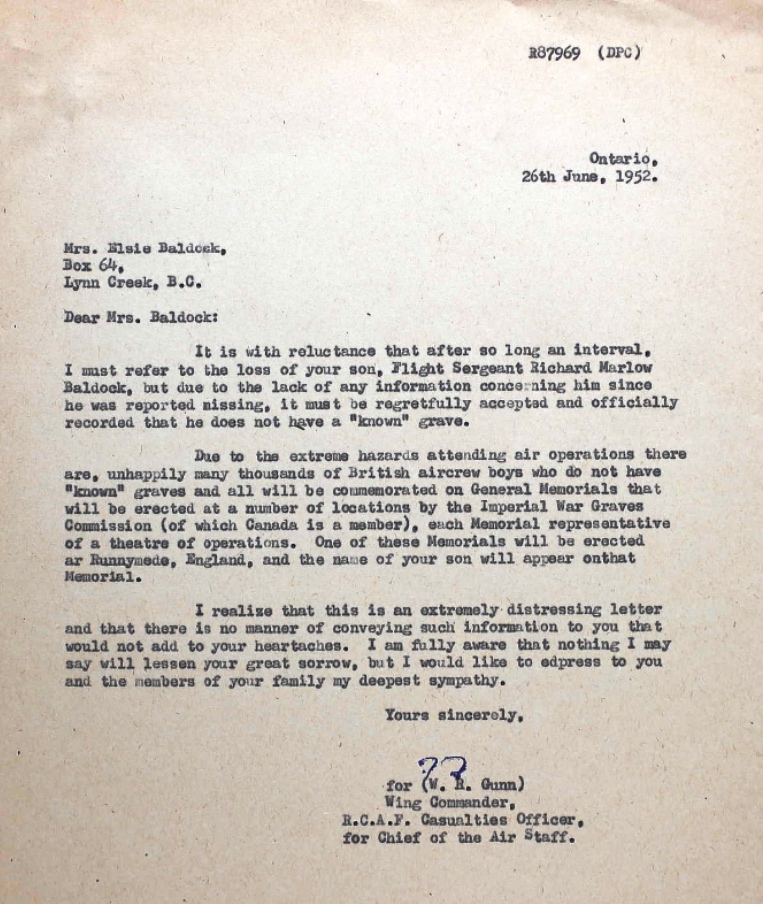 R87969 (DPC)
Ontario,
26th June, 1952.
Mrs. Elsie Baldock,
Box 64,
Lynn Creek, B.C.
Dear Mrs. Baldock:
It is with reluctance that after so long an interval,
I must refer to the loss of your son, Flight Sergeant Richard Marlow
Baldock, but due to the lack of any information concerning him since
he was reported missing, it must be regretfully accepted and officially
recorded that he does not have a "known" grave.
Due to the extreme hazards attending air operations there
are, unhappily many thousands of British aircrew boys who do not have
"known" graves and all will be commemorated on General Memorials that
will be erected at a number of locations by the Imperial War Graves
Commission (of which Canada is a member), each Memorial representative
of a theatre of operations. One of these Memorials will be erected
ar Runnymede, England, and the name of your son will appear onthat
Memorial.
I realize that this is an extremely distressing letter
and that there is no manner of conveying such information to you that
would not add to your heartaches. I am fully aware that nothing I may
say will lessen your great sorrow, but I would like to edpress to you
and the members of your family my deepest sympathy.
Yours sincerely,
for (W. R. Gunn)
Wing Commander,
R.C.A.F. Casualties Officer,
for Chief of the Air Staff.